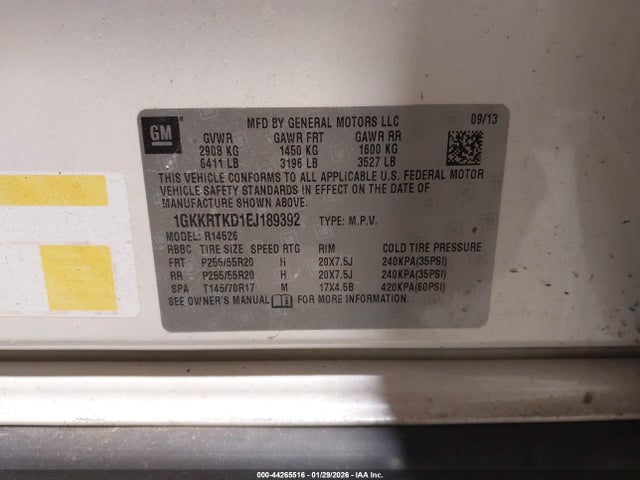 GM
MFD BY GENERAL MOTORS LLC 09/13
GVWR GAWR FRT GAWR RR
2908 KG 1450 KG 1600 KG
6411 LB 3196 LB 3527 LB
THIS VEHICLE CONFORMS TO ALL APPLICABLE U.S. FEDERAL MOTOR
VEHICLE SAFETY STANDARDS IN EFFECT ON THE DATE OF
MANUFACTURE SHOWN ABOVE.
1GKKRTKD1EJ189392 TYPE: M.P.V.
MODEL: R14526
RBBC TIRE SIZE SPEED RTG RIM COLD TIRE PRESSURE
FRT P255/55R20 H 20X7.5J 240KPA(35PSI)
RR P255/55R20 H 20X7.5J 240KPA(35PSI)
SPA T145/70R17 M 17X4.5B 420KPA(60PSI)
SEE OWNER'S MANUAL FOR MORE INFORMATION.
000-44265516 | 01/29/2026 | IAA Inc.